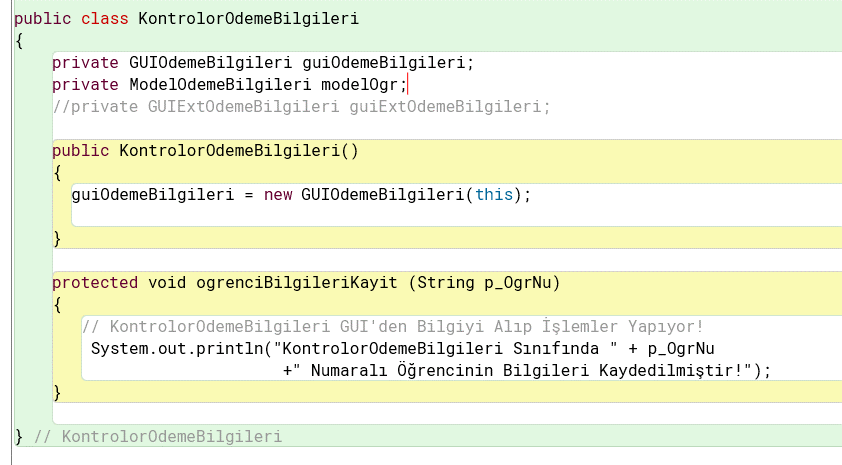 public class KontrolorOdemeBilgileri
{
private GUIOdemeBilgileri guiOdemeBilgileri;
private ModelOdemeBilgileri modelOgr;
//private GUIExtOdemeBilgileri guiExtOdemeBilgileri;
public KontrolorOdemeBilgileri()
{
guiOdemeBilgileri = new GUIOdemeBilgileri(this);
}
protected void ogrenciBilgileriKayit (String p_OgrNu)
{
// KontrolorOdemeBilgileri GUI'den Bilgiyi Alıp İşlemler Yapıyor!
System.out.println("KontrolorOdemeBilgileri Sınıfında " + p_OgrNu
+" Numaralı Öğrencinin Bilgileri Kaydedilmiştir!");
}
} // KontrolorOdemeBilgileri